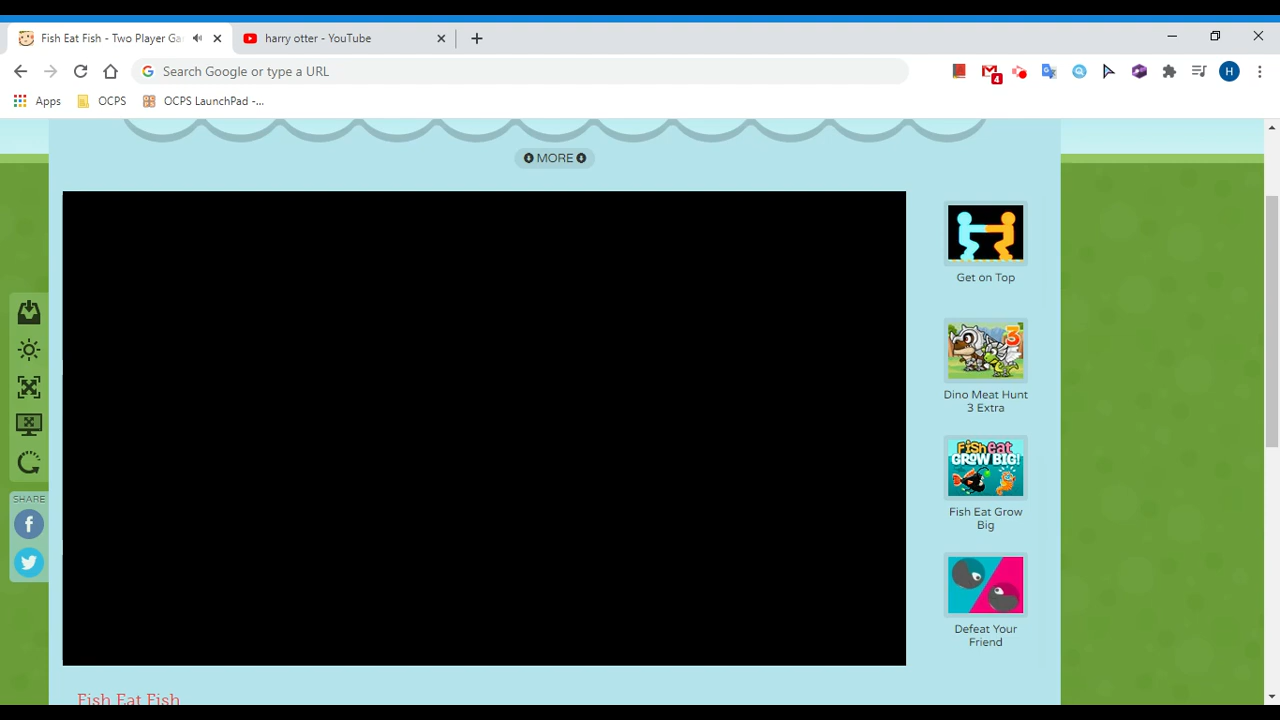 Fish Eat Fish - Two Player Ga
harry otter - YouTube
Search Google or type a URL
4
H
Apps
OCPS
OCPS LaunchPad -...
MORE
Get on Top
3
Dino Meat Hunt
3 Extra
Fish eat
GROW BIG!
Fish Eat Grow
Big
Defeat Your
Friend
SHARE
Fish Eat Fish